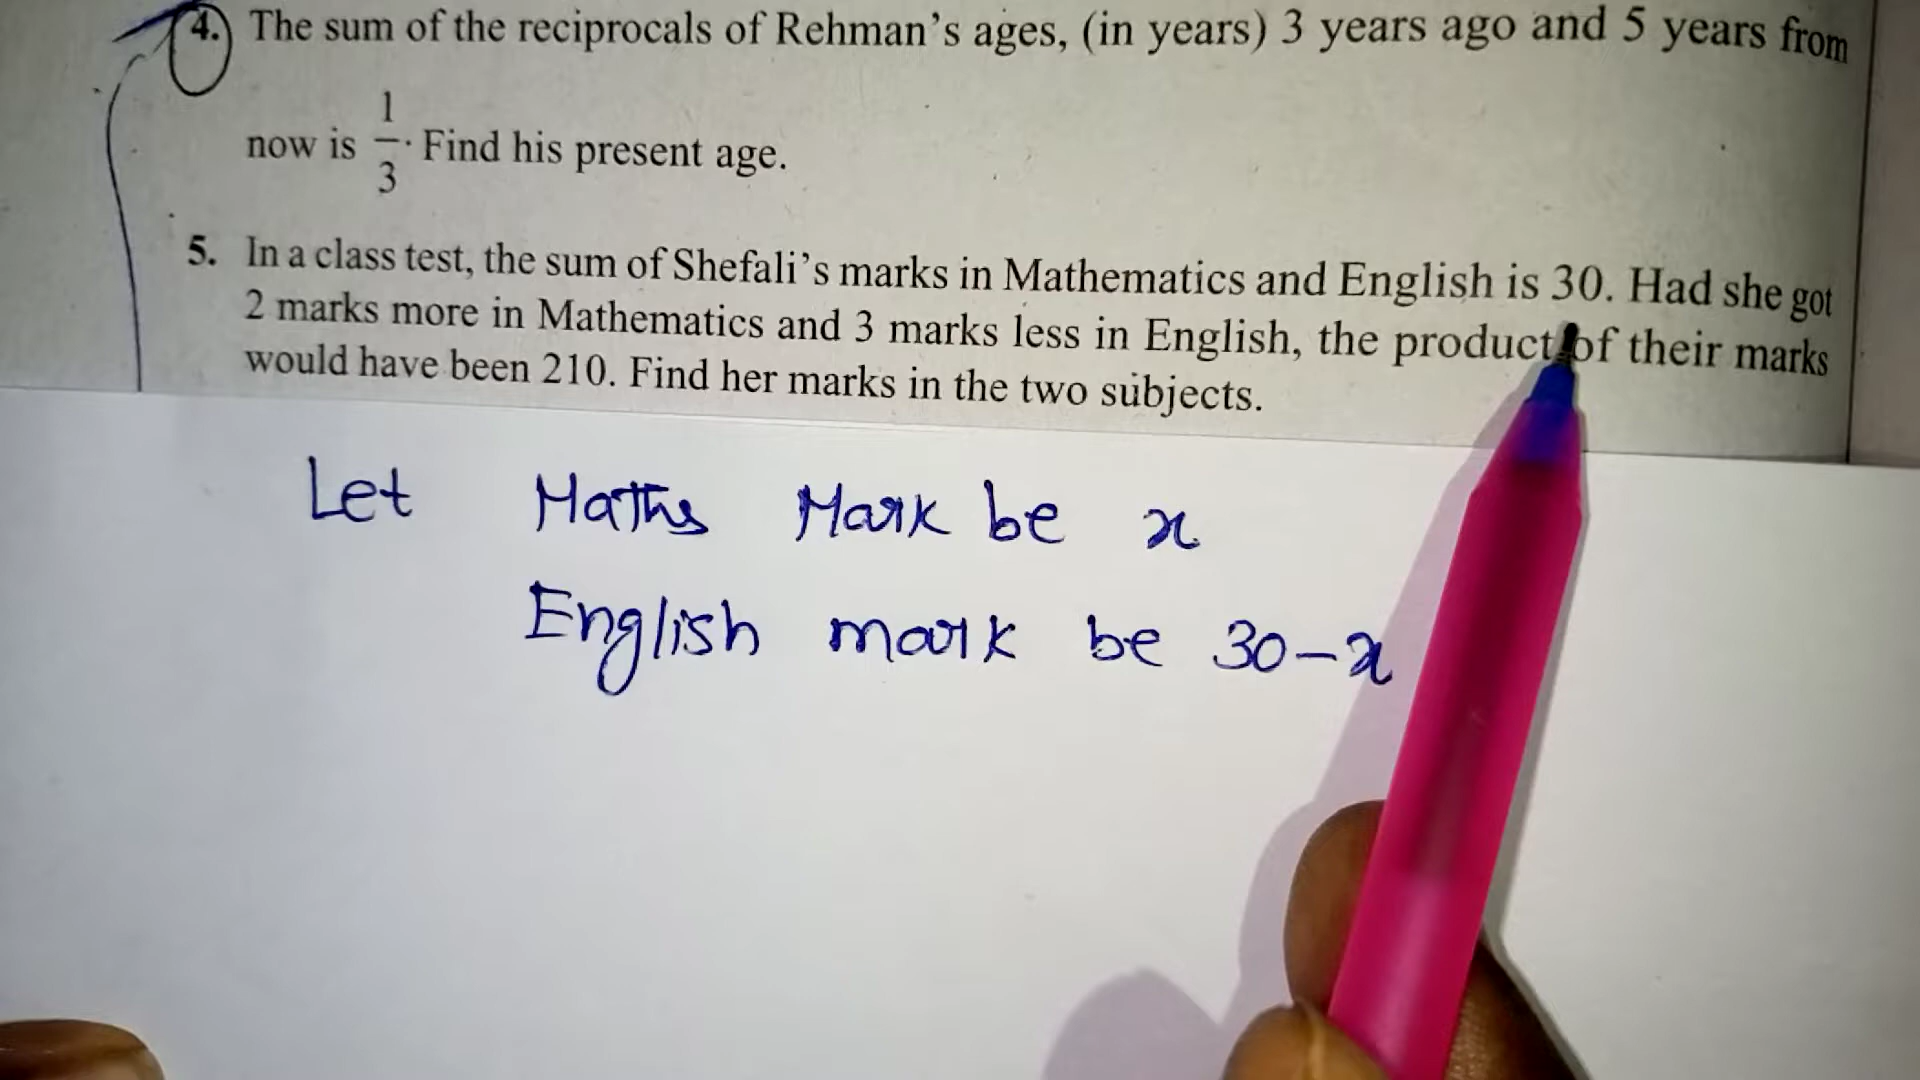 4. The sum of the reciprocals of Rehman's ages, (in years) 3 years ago and 5 years from
now is 1/3. Find his present age.
5. In a class test, the sum of Shefali's marks in Mathematics and English is 30. Had she got
2 marks more in Mathematics and 3 marks less in English, the product of their marks
would have been 210. Find her marks in the two subjects.
Let Maths Mark be x
English mark be 30-x